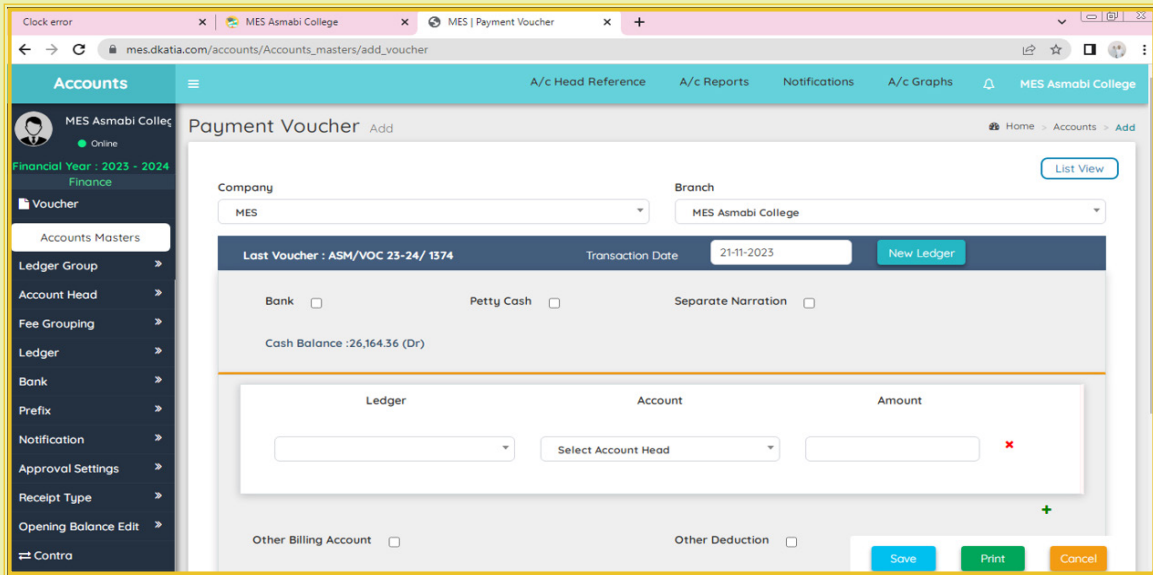 Clock error
MES Asmabi College
MES | Payment Voucher
mes.dkatia.com/accounts/Accounts_masters/add_voucher
Accounts
A/c Head Reference
A/c Reports
Notifications
A/c Graphs
MES Asmabi College
MES Asmabi Colleg
Online
Financial Year : 2023 - 2024
Finance
Voucher
Accounts Masters
Ledger Group
Account Head
Fee Grouping
Ledger
Bank
Prefix
Notification
Approval Settings
Receipt Type
Opening Balance Edit
Contra
Payment Voucher Add
Home > Accounts > Add
List View
Company
Branch
MES
MES Asmabi College
Last Voucher : ASM/VOC 23-24/ 1374
Transaction Date
21-11-2023
New Ledger
Bank
Petty Cash
Separate Narration
Cash Balance :26,164.36 (Dr)
Ledger
Account
Amount
Select Account Head
Other Billing Account
Other Deduction
Save
Print
Cancel